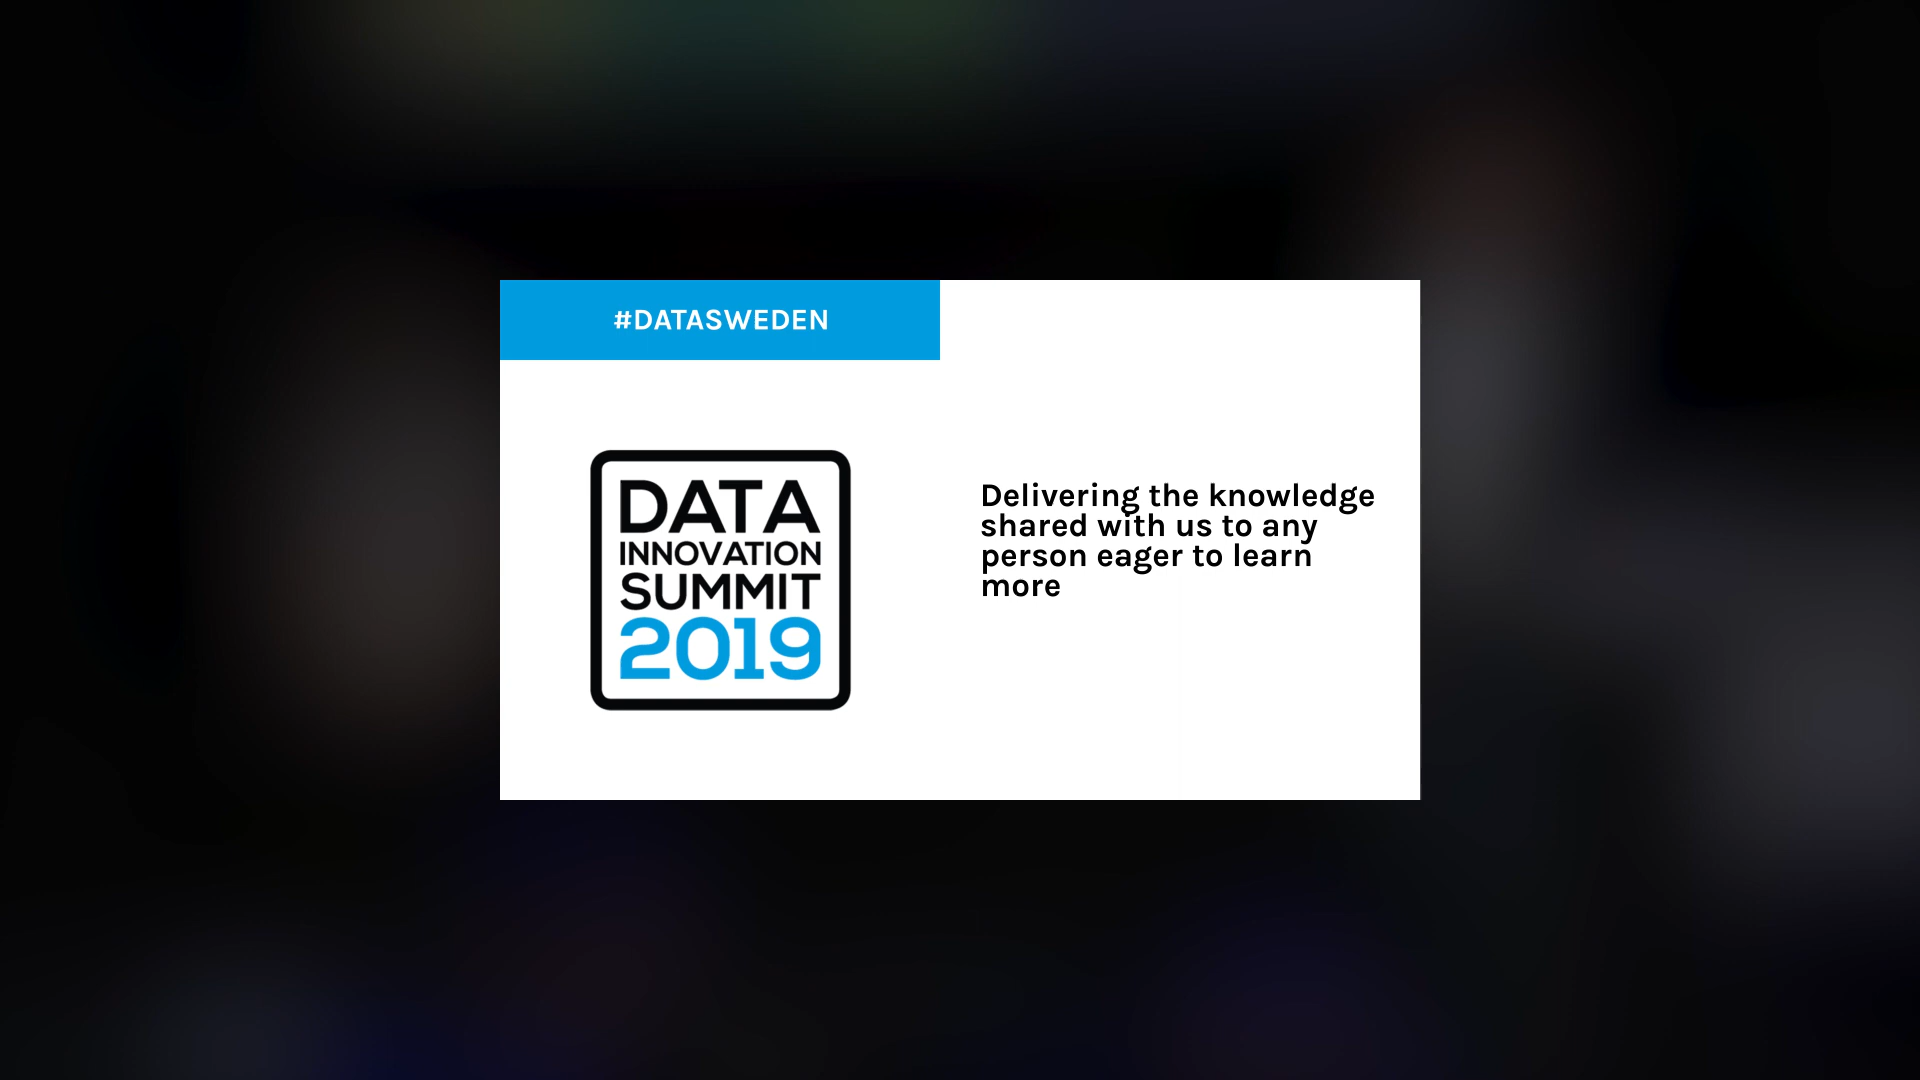 #DATASWEDEN
DATA
INNOVATION
SUMMIT
2019
Delivering the knowledge
shared with us to any
person eager to learn
more